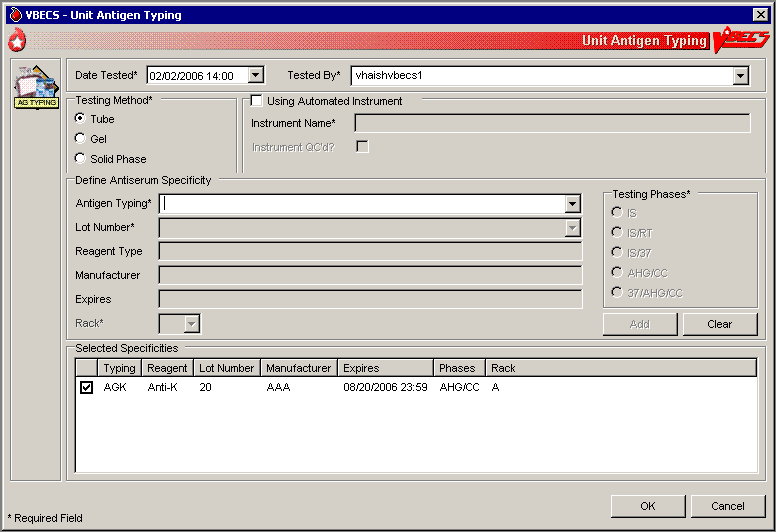 VBECS - Unit Antigen Typing
Unit Antigen Typing VBECS
AG TYPING
Date Tested* 02/02/2006 14:00 Tested By* vhaishvbecs1
Testing Method*
Tube
Gel
Solid Phase
Using Automated Instrument
Instrument Name*
Instrument QC'd?
Define Antiserum Specificity
Antigen Typing*
Lot Number*
Reagent Type
Manufacturer
Expires
Rack*
Testing Phases*
IS
IS/RT
IS/37
AHG/CC
37/AHG/CC
Add Clear
Selected Specificities
Typing Reagent Lot Number Manufacturer Expires Phases Rack
AGK Anti-K 20 AAA 08/20/2006 23:59 AHG/CC A
OK Cancel
* Required Field